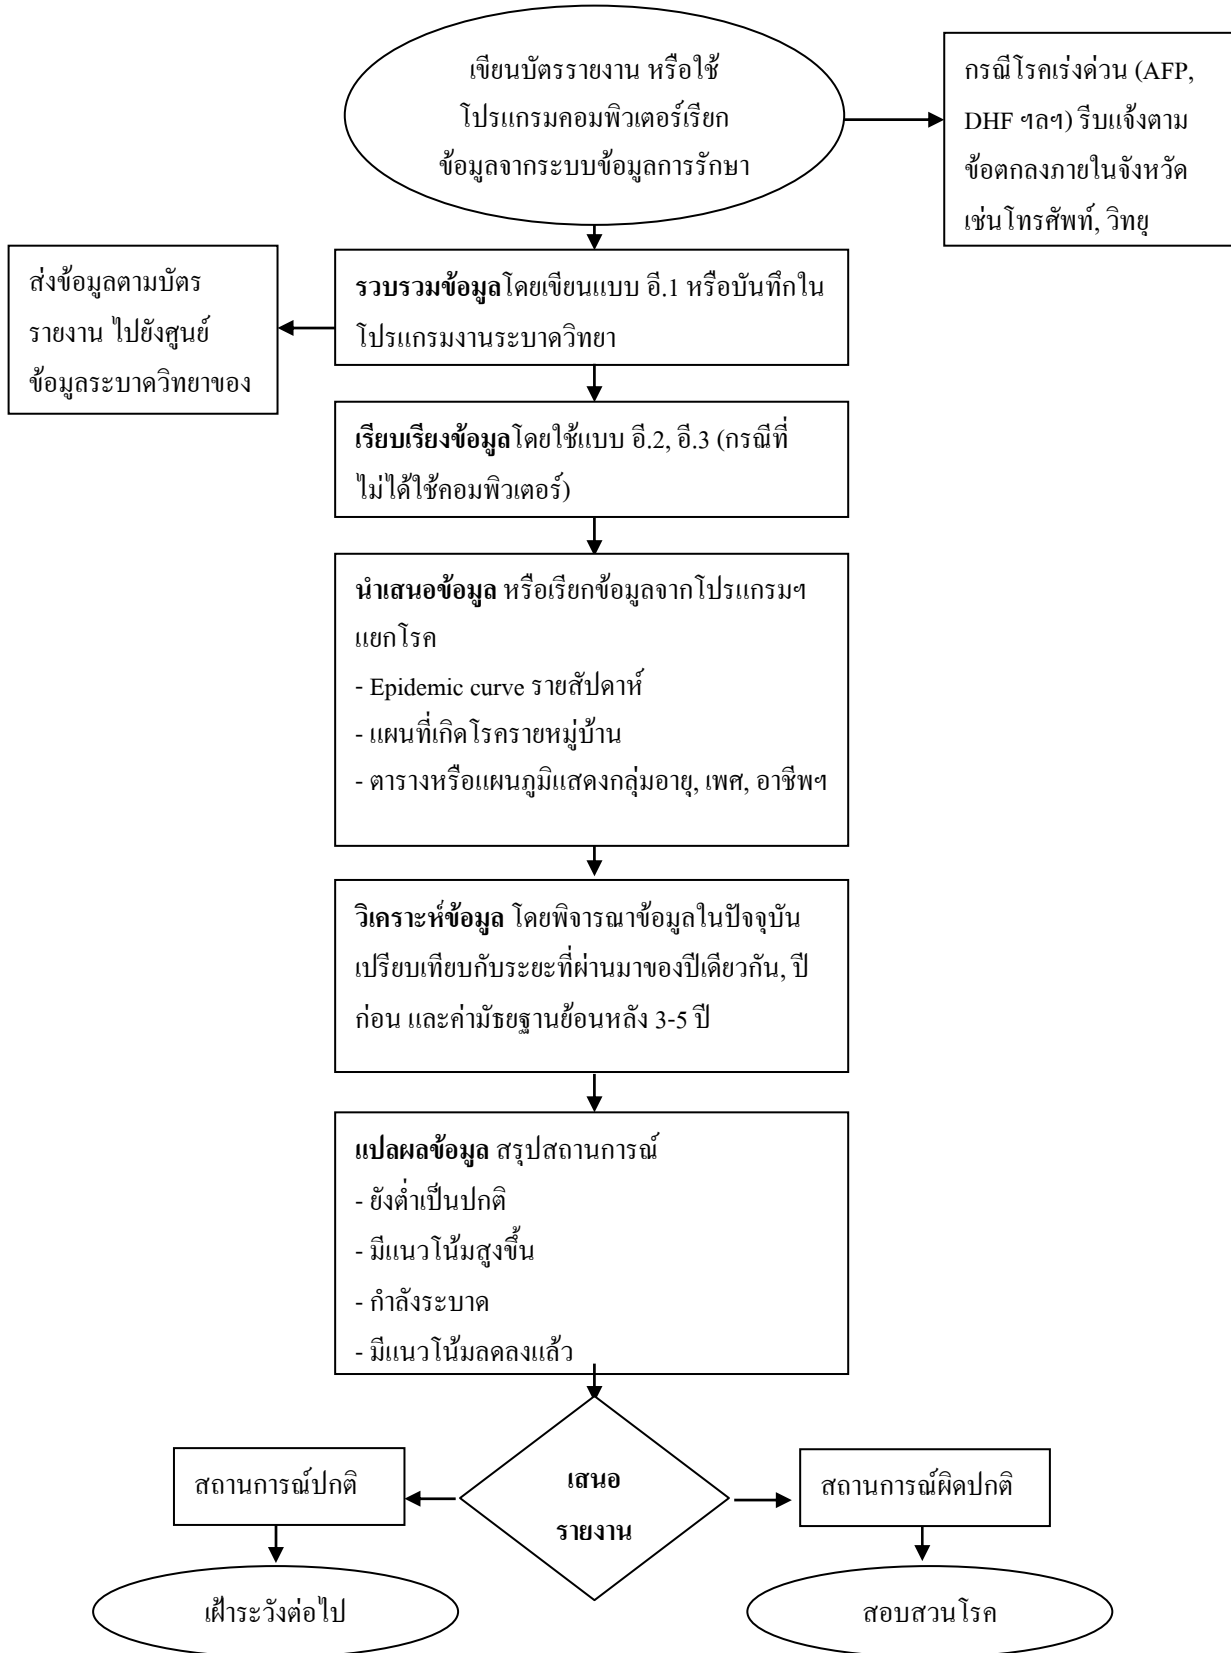 เขียนบัตรรายงาน หรือใช้
โปรแกรมคอมพิวเตอร์เรียก
ข้อมูลจากระบบข้อมูลการรักษา
กรณีโรคเร่งด่วน (AFP,
DHF ฯลฯ) รีบแจ้งตาม
ข้อตกลงภายในจังหวัด
เช่นโทรศัพท์, วิทยุ
ส่งข้อมูลตามบัตร
รายงาน ไปยังศูนย์
ข้อมูลระบาดวิทยาของ
รวบรวมข้อมูลโดยเขียนแบบ อี.1 หรือบันทึกใน
โปรแกรมงานระบาดวิทยา
เรียบเรียงข้อมูลโดยใช้แบบ อี.2, อี.3 (กรณีที่
ไม่ได้ใช้คอมพิวเตอร์)
นำเสนอข้อมูล หรือเรียกข้อมูลจากโปรแกรมฯ
แยกโรค
- Epidemic curve รายสัปดาห์
- แผนที่เกิดโรครายหมู่บ้าน
- ตารางหรือแผนภูมิแสดงกลุ่มอายุ, เพศ, อาชีพฯ
วิเคราะห์ข้อมูล โดยพิจารณาข้อมูลในปัจจุบัน
เปรียบเทียบกับระยะที่ผ่านมาของปีเดียวกัน, ปี
ก่อน และค่ามัธยฐานย้อนหลัง 3-5 ปี
แปลผลข้อมูล สรุปสถานการณ์
- ยังต่ำเป็นปกติ
- มีแนวโน้มสูงขึ้น
- กำลังระบาด
- มีแนวโน้มลดลงแล้ว
สถานการณ์ปกติ
เสนอ
รายงาน
สถานการณ์ผิดปกติ
เฝ้าระวังต่อไป
สอบสวนโรค